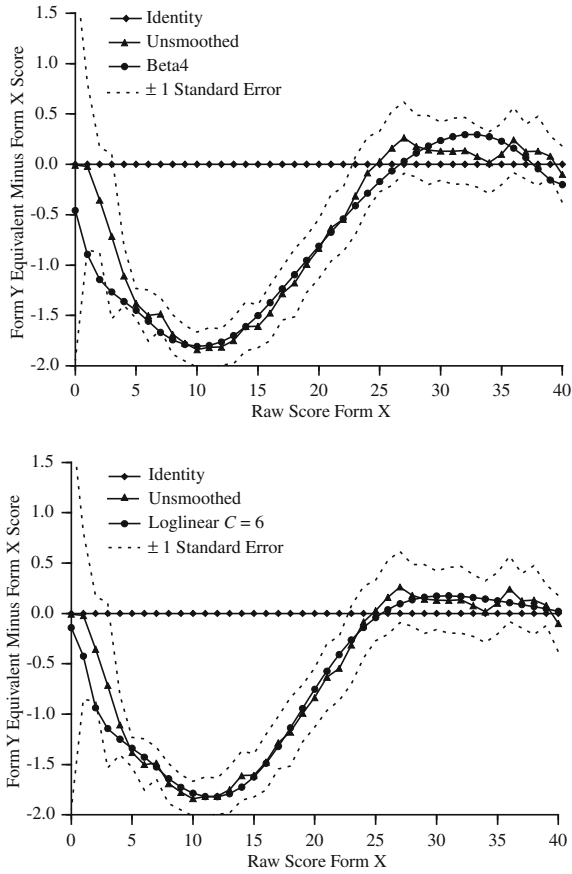 1.5
1.0
0.5
0.0
-0.5
-1.0
-1.5
-2.0
Form Y Equivalent Minus Form X Score
Identity
Unsmoothed
Beta4
± 1 Standard Error
0 5 10 15 20 25 30 35 40
Raw Score Form X
1.5
1.0
0.5
0.0
-0.5
-1.0
-1.5
-2.0
Form Y Equivalent Minus Form X Score
Identity
Unsmoothed
Loglinear C = 6
± 1 Standard Error
0 5 10 15 20 25 30 35 40
Raw Score Form X